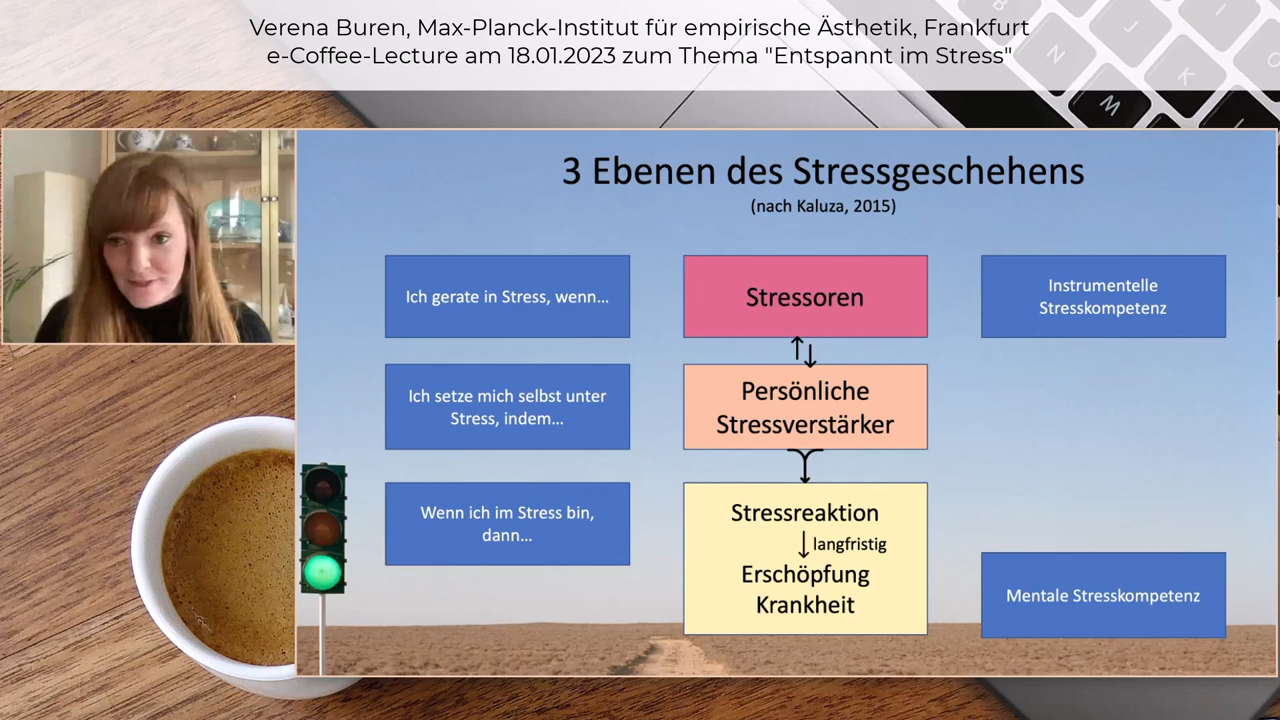 Verena Buren, Max-Planck-Institut für empirische Ästhetik, Frankfurt
e-Coffee-Lecture am 18.01.2023 zum Thema "Entspannt im Stress"
B
J
I
N
K
O
M
3 Ebenen des Stressgeschehens
(nach Kaluza, 2015)
Ich gerate in Stress, wenn...
Stressoren
Instrumentelle
Stresskompetenz
Ich setze mich selbst unter
Stress, indem...
Persönliche
Stressverstärker
Wenn ich im Stress bin,
dann...
Stressreaktion
langfristig
Erschöpfung
Krankheit
Mentale Stresskompetenz